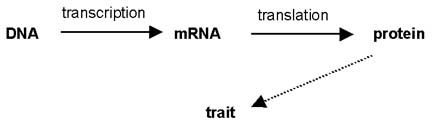 transcription
translation
DNA
mRNA
protein
trait